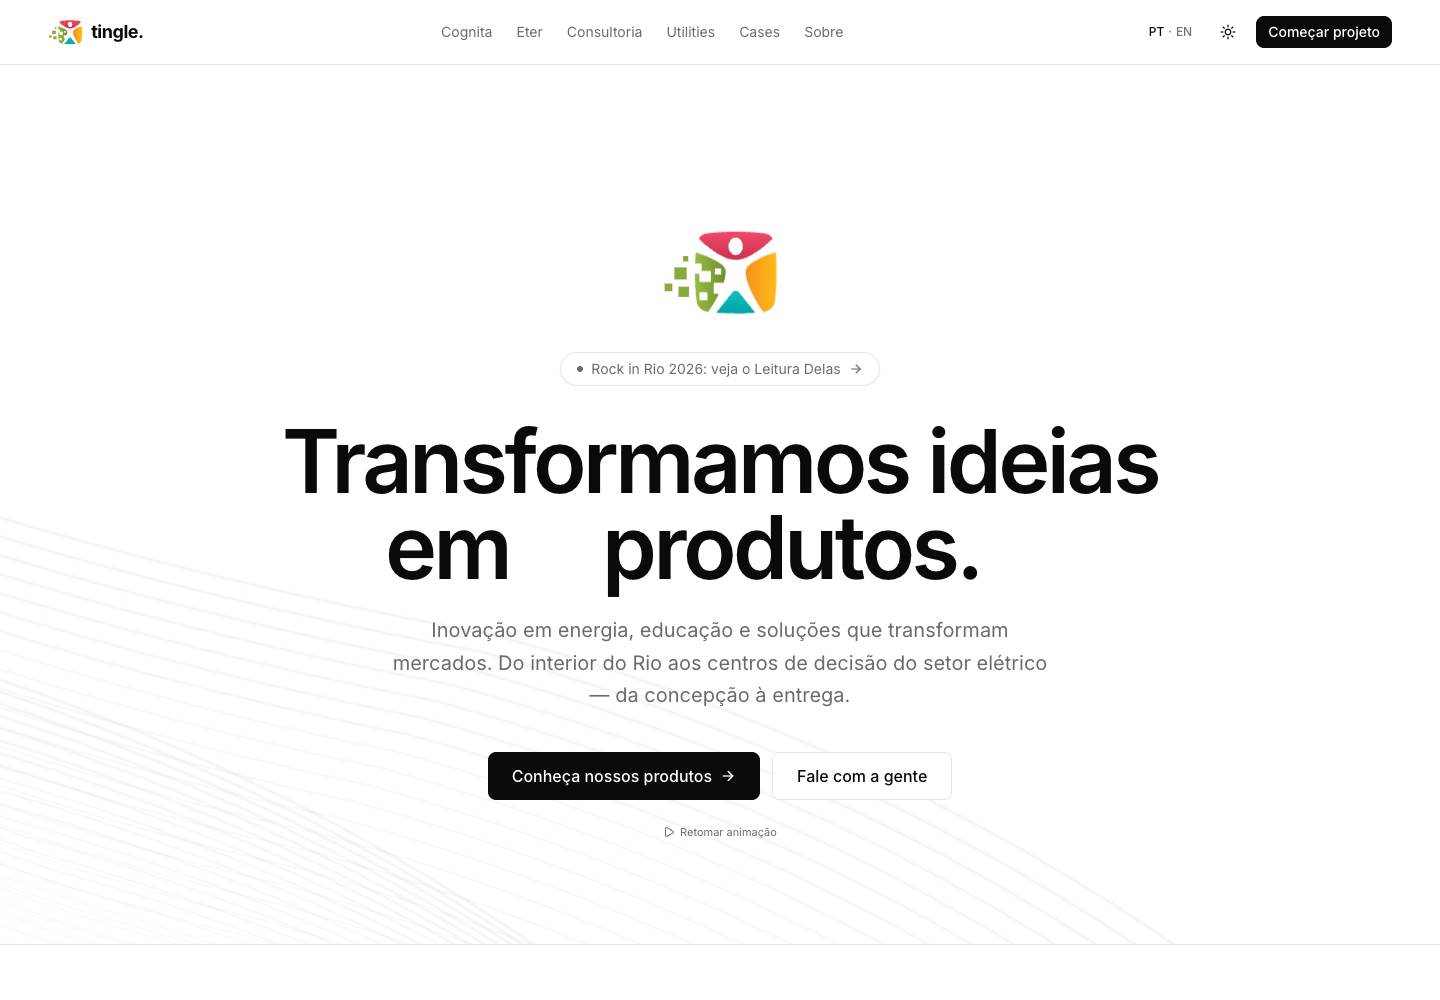 tingle.
Cognita
Eter
Consultoria
Utilities
Cases
Sobre
PT · EN
Começar projeto
Rock in Rio 2026: veja o Leitura Delas
Transformamos ideias
em produtos.
Inovação em energia, educação e soluções que transformam
mercados. Do interior do Rio aos centros de decisão do setor elétrico
— da concepção à entrega.
Conheça nossos produtos
Fale com a gente
Retomar animação